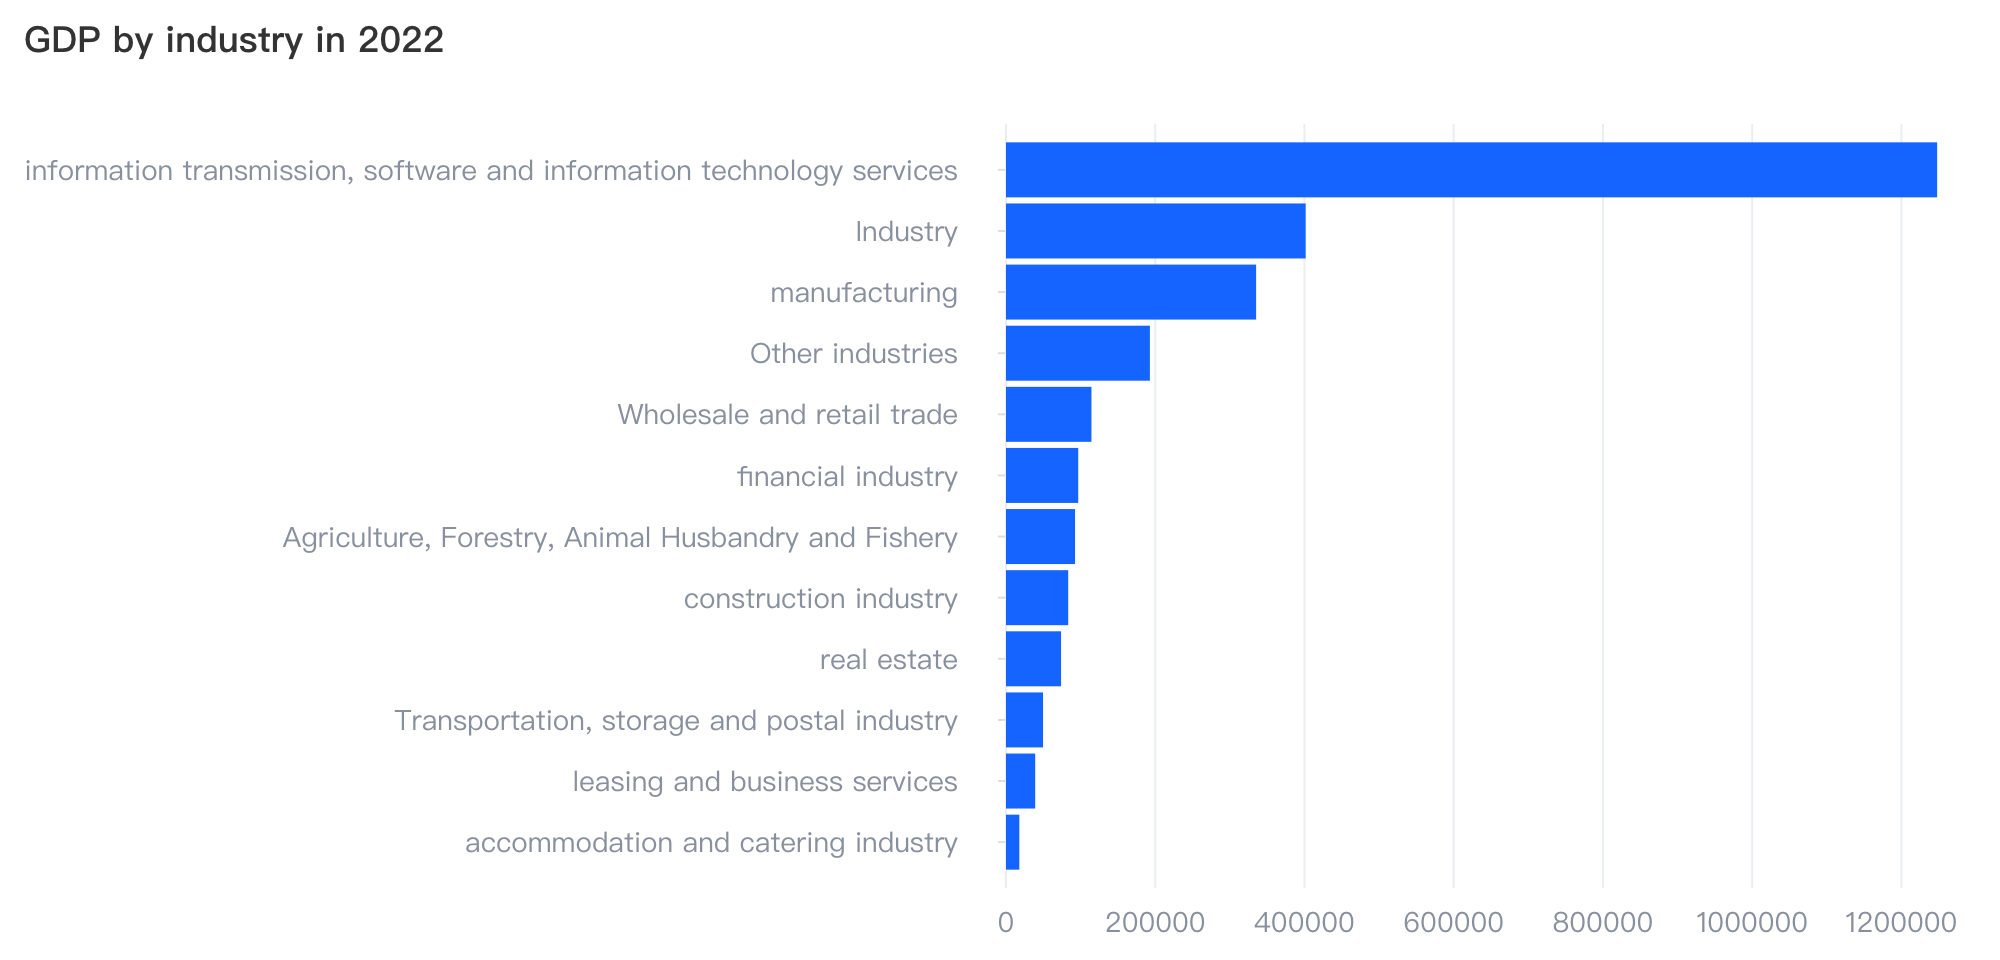 GDP by industry in 2022
information transmission, software and information technology services
Industry
manufacturing
Other industries
Wholesale and retail trade
financial industry
Agriculture, Forestry, Animal Husbandry and Fishery
construction industry
real estate
Transportation, storage and postal industry
leasing and business services
accommodation and catering industry
0 200000 400000 600000 800000 1000000 1200000